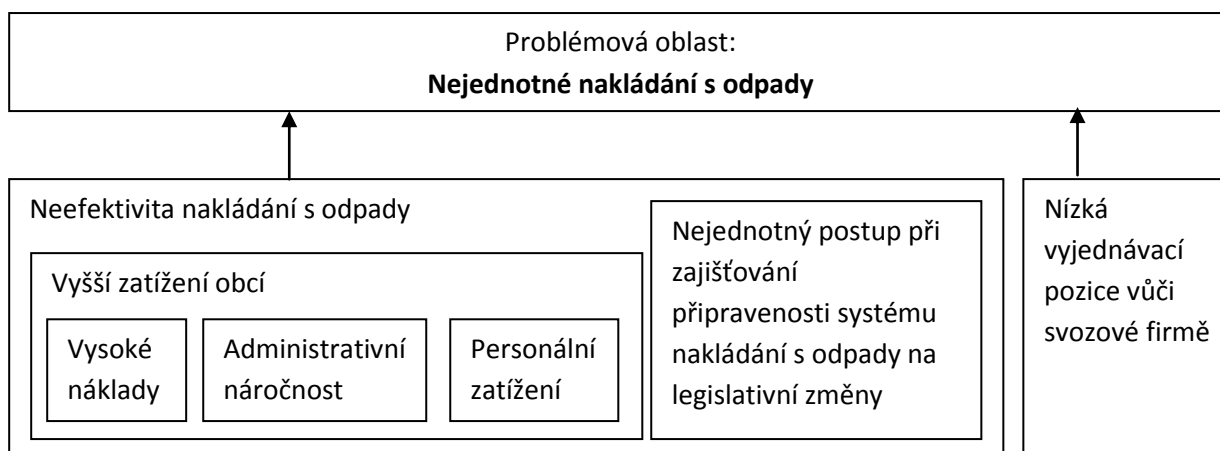 Problémová oblast:
Nejednotné nakládání s odpady
Neefektivita nakládání s odpady
Vyšší zatížení obcí
Vysoké
náklady
Administrativní
náročnost
Personální
zatížení
Nejednotný postup při
zajišťování
připravenosti systému
nakládání s odpady na
legislativní změny
Nízká
vyjednávací
pozice vůči
svozové firmě